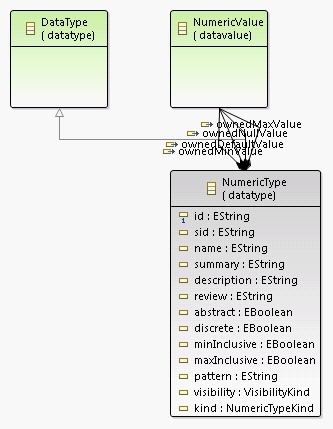 DataType
( datatype)
NumericValue
( datavalue)
ownedMaxValue
ownedNullValue
ownedDefaultValue
ownedMinValue
NumericType
(datatype)
id : EString
sid : EString
name : EString
summary : EString
description : EString
review : EString
abstract : EBoolean
discrete : EBoolean
minInclusive : EBoolean
maxInclusive : EBoolean
pattern : EString
visibility : VisibilityKind
kind : NumericTypeKind